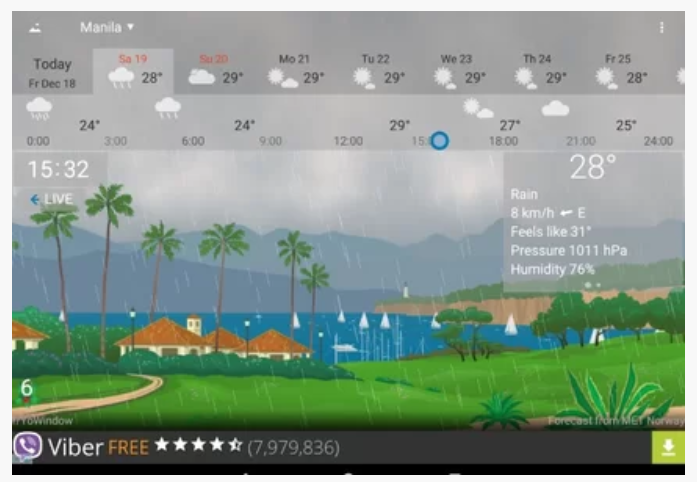 Manila
Today
Fr Dec 18
Sa 19
28°
Su 20
29°
Mo 21
29°
Tu 22
29°
We 23
29°
Th 24
29°
Fr 25
28°
24°
24°
29°
27°
25°
0:00 3:00 6:00 9:00 12:00 15: 18:00 21:00 24:00
15:32
LIVE
28°
Rain
8 km/h E
Feels like 31°
Pressure 1011 hPa
Humidity 76%
6
YoWindow
Forecast from MET Norway
Viber FREE (7,979,836)